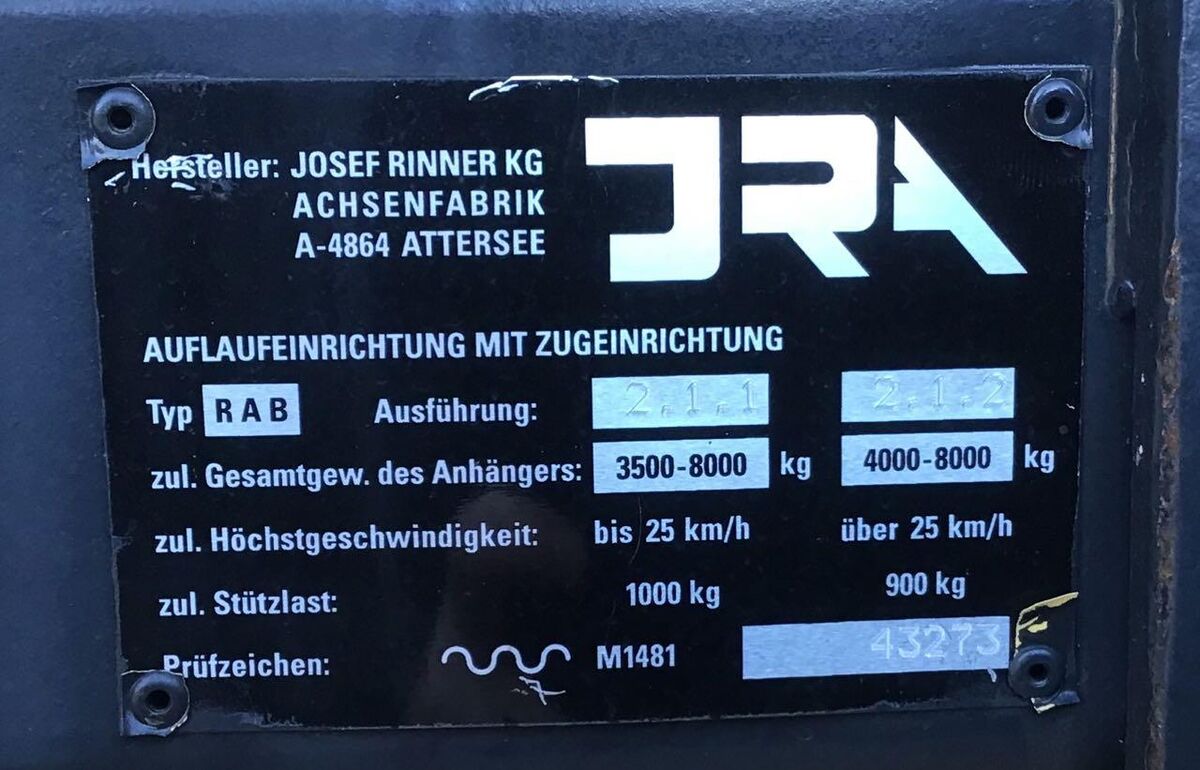 JRA
Hersteller: JOSEF RINNER KG
ACHSENFABRIK
A-4864 ATTERSEE
AUFLAUFEINRICHTUNG MIT ZUGEINRICHTUNG
Typ RAB Ausführung: 2.1.1 2.1.2
zul. Gesamtgew. des Anhängers: 3500-8000 kg 4000-8000 kg
zul. Höchstgeschwindigkeit: bis 25 km/h über 25 km/h
zul. Stützlast: 1000 kg 900 kg
Prüfzeichen: M1481 43273